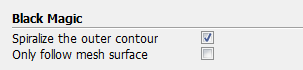 Black Magic
Spiralize the outer contour
Only follow mesh surface